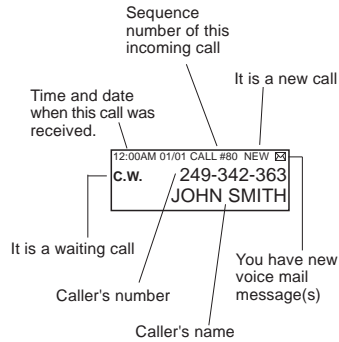 Sequence
number of this
incoming call
It is a new call
Time and date
when this call was
received.
12:00AM 01/01 CALL #80 NEW
C.W. 249-342-363
JOHN SMITH
It is a waiting call
You have new
voice mail
message(s)
Caller's number
Caller's name